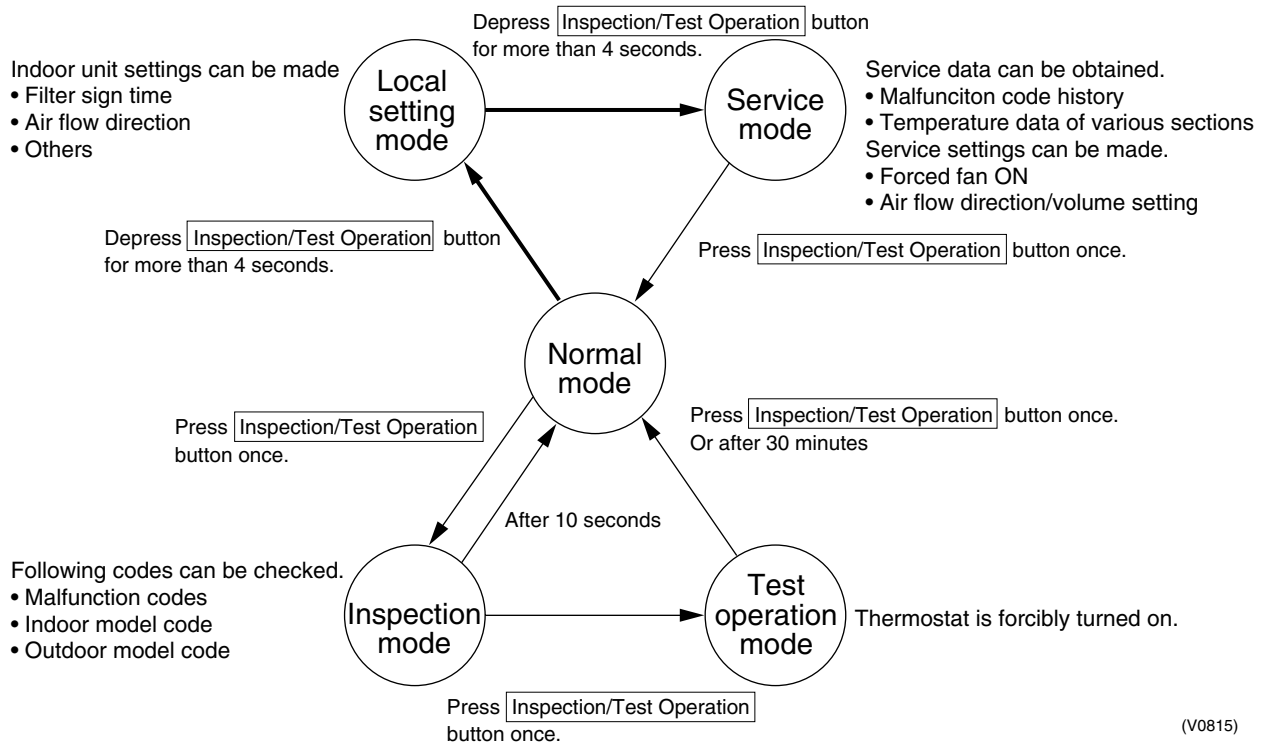 Depress Inspection/Test Operation button
for more than 4 seconds.
Indoor unit settings can be made
• Filter sign time
• Air flow direction
• Others
Local
setting
mode
Service
mode
Service data can be obtained.
• Malfunciton code history
• Temperature data of various sections
Service settings can be made.
• Forced fan ON
• Air flow direction/volume setting
Depress Inspection/Test Operation button
for more than 4 seconds.
Press Inspection/Test Operation button once.
Normal
mode
Press Inspection/Test Operation
button once.
Press Inspection/Test Operation button once.
Or after 30 minutes
After 10 seconds
Following codes can be checked.
• Malfunction codes
• Indoor model code
• Outdoor model code
Inspection
mode
Test
operation
mode
Thermostat is forcibly turned on.
Press Inspection/Test Operation
button once.
(V0815)